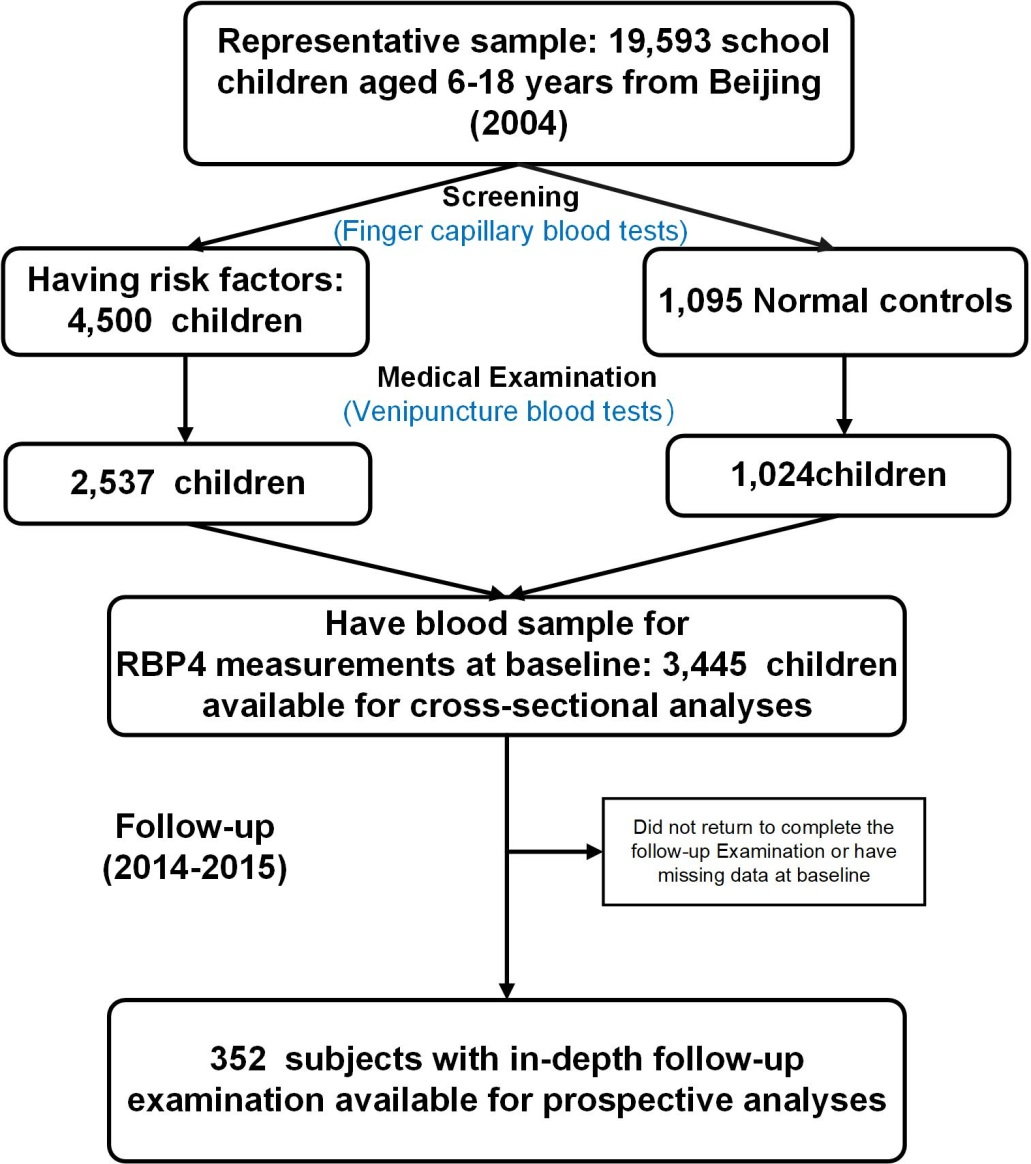 Representative sample: 19,593 school
children aged 6-18 years from Beijing
(2004)
Screening
(Finger capillary blood tests)
Having risk factors:
4,500 children
1,095 Normal controls
Medical Examination
(Venipuncture blood tests）
2,537 children
1,024children
Have blood sample for
RBP4 measurements at baseline: 3,445 children
available for cross-sectional analyses
Follow-up
(2014-2015)
Did not return to complete the
follow-up Examination or have
missing data at baseline
352 subjects with in-depth follow-up
examination available for prospective analyses